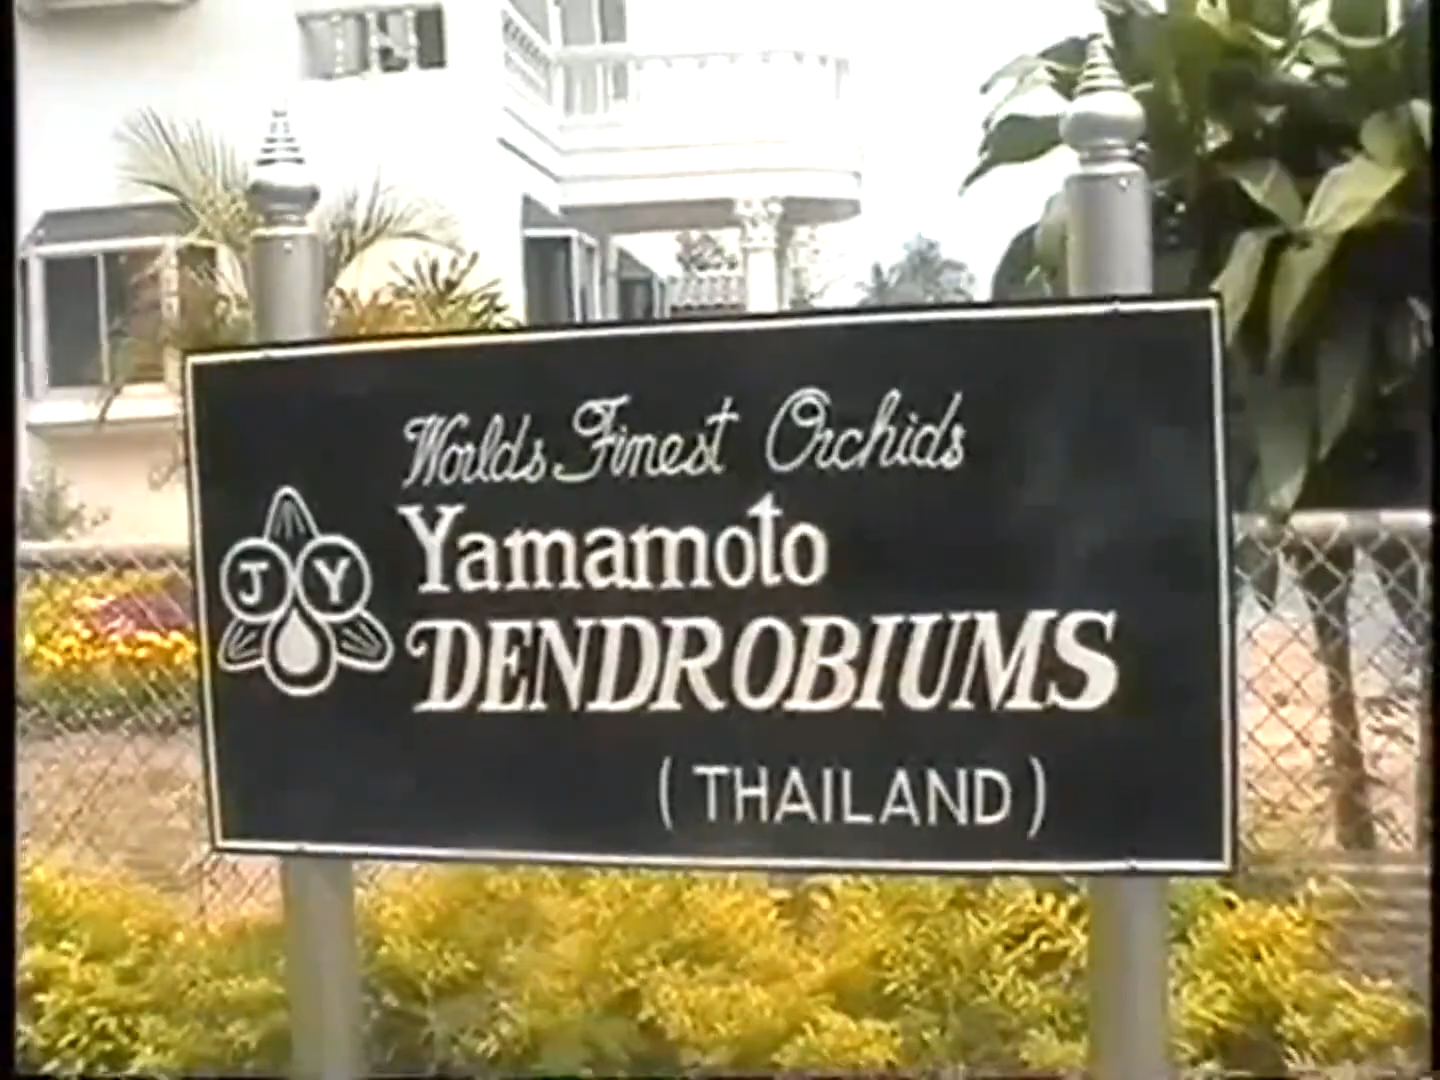 Worlds Finest Orchids
J Y
Yamamoto
DENDROBIUMS
(THAILAND)